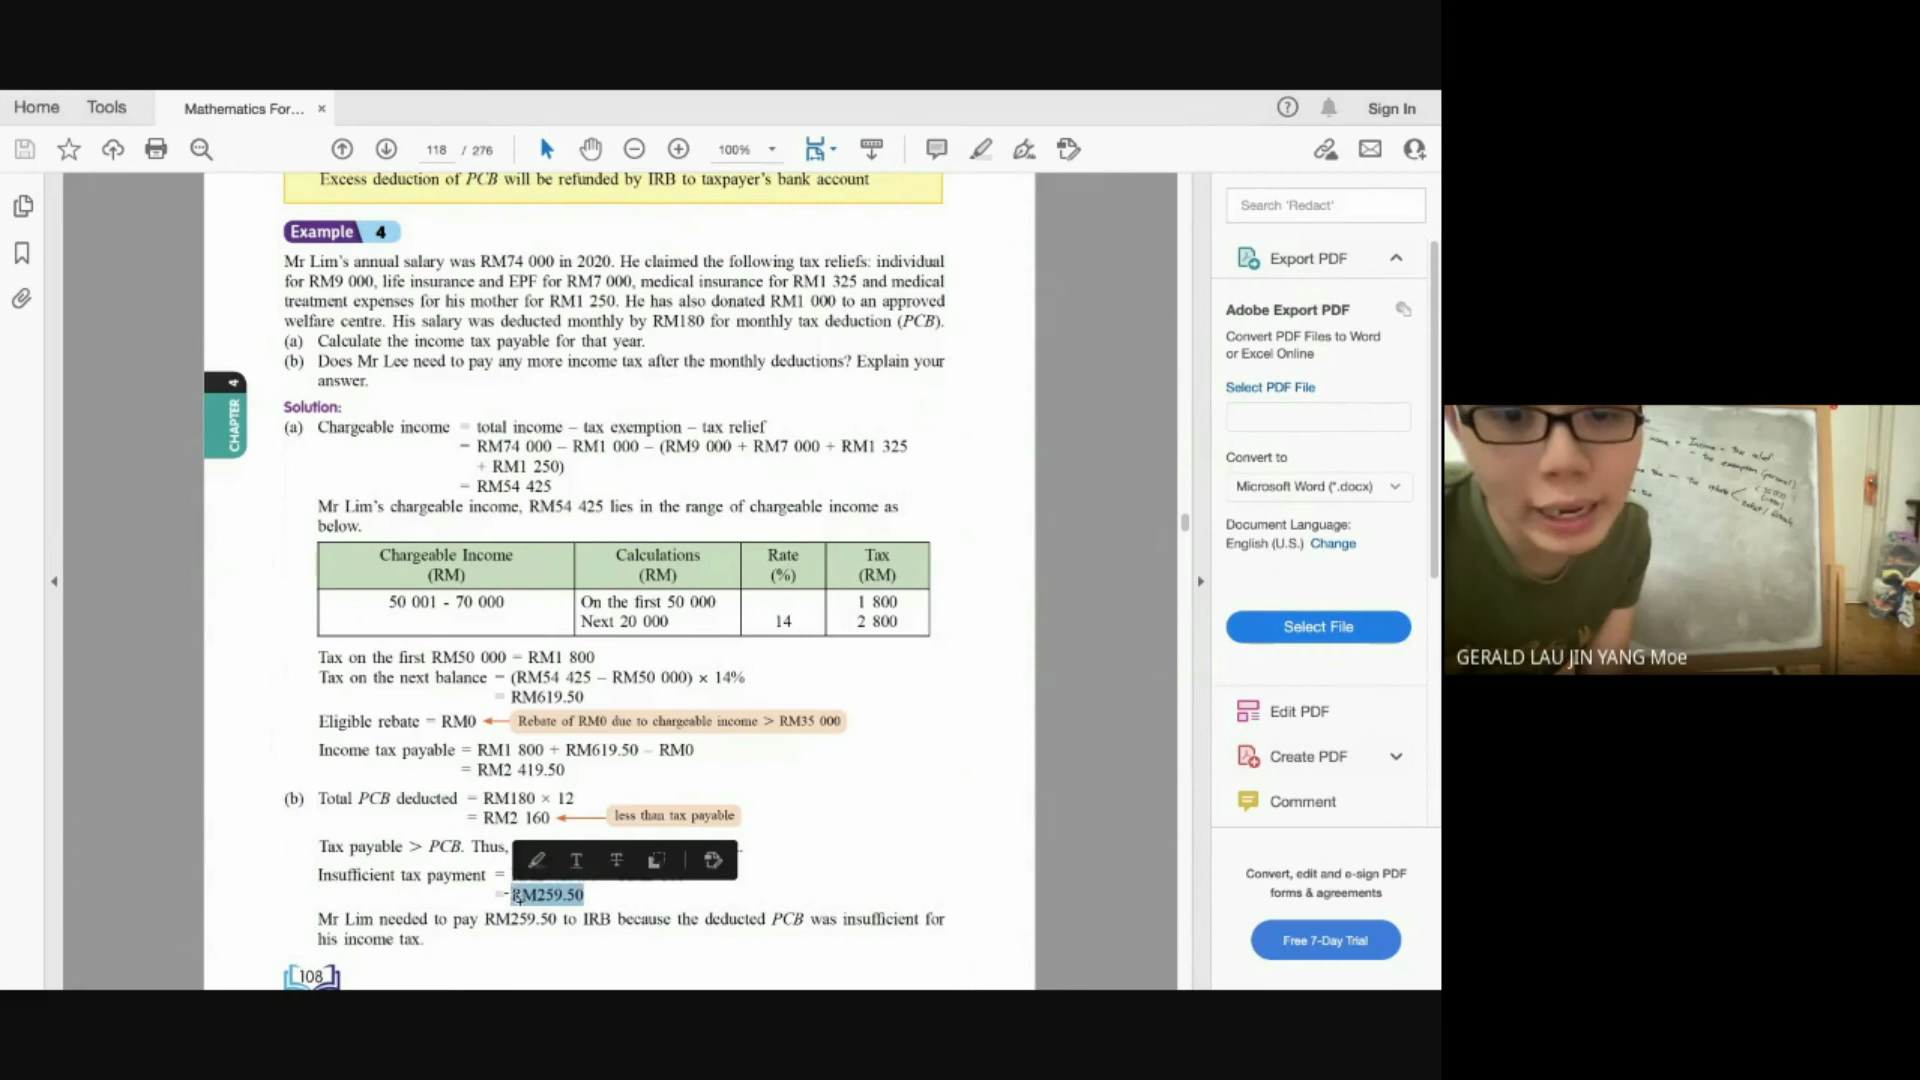 Home Tools Mathematics For... × Sign In
118 / 276 100%
Excess deduction of PCB will be refunded by IRB to taxpayer's bank account
Example 4
Mr Lim's annual salary was RM74 000 in 2020. He claimed the following tax reliefs: individual
for RM9 000, life insurance and EPF for RM7 000, medical insurance for RM1 325 and medical
treatment expenses for his mother for RM1 250. He has also donated RM1 000 to an approved
welfare centre. His salary was deducted monthly by RM180 for monthly tax deduction (PCB).
(a) Calculate the income tax payable for that year.
(b) Does Mr Lee need to pay any more income tax after the monthly deductions? Explain your
answer.
CHAPTER 4
Solution:
(a) Chargeable income = total income – tax exemption – tax relief
= RM74 000 – RM1 000 – (RM9 000 + RM7 000 + RM1 325
+ RM1 250)
= RM54 425
Mr Lim's chargeable income, RM54 425 lies in the range of chargeable income as
below.
Chargeable Income (RM) Calculations (RM) Rate (%) Tax (RM)
50 001 - 70 000 On the first 50 000 1 800
Next 20 000 14 2 800
Tax on the first RM50 000 = RM1 800
Tax on the next balance = (RM54 425 – RM50 000) × 14%
= RM619.50
Eligible rebate = RM0 Rebate of RM0 due to chargeable income > RM35 000
Income tax payable = RM1 800 + RM619.50 – RM0
= RM2 419.50
(b) Total PCB deducted = RM180 × 12
= RM2 160 less than tax payable
Tax payable > PCB. Thus,
Insufficient tax payment =
= RM259.50
Mr Lim needed to pay RM259.50 to IRB because the deducted PCB was insufficient for
his income tax.
108
Search 'Redact'
Export PDF
Adobe Export PDF
Convert PDF Files to Word
or Excel Online
Select PDF File
Convert to
Microsoft Word (*.docx)
Document Language:
English (U.S.) Change
Select File
Edit PDF
Create PDF
Comment
Convert, edit and e-sign PDF
forms & agreements
Free 7-Day Trial
Income - Tax relief
- Tax exemption
GERALD LAU JIN YANG Moe